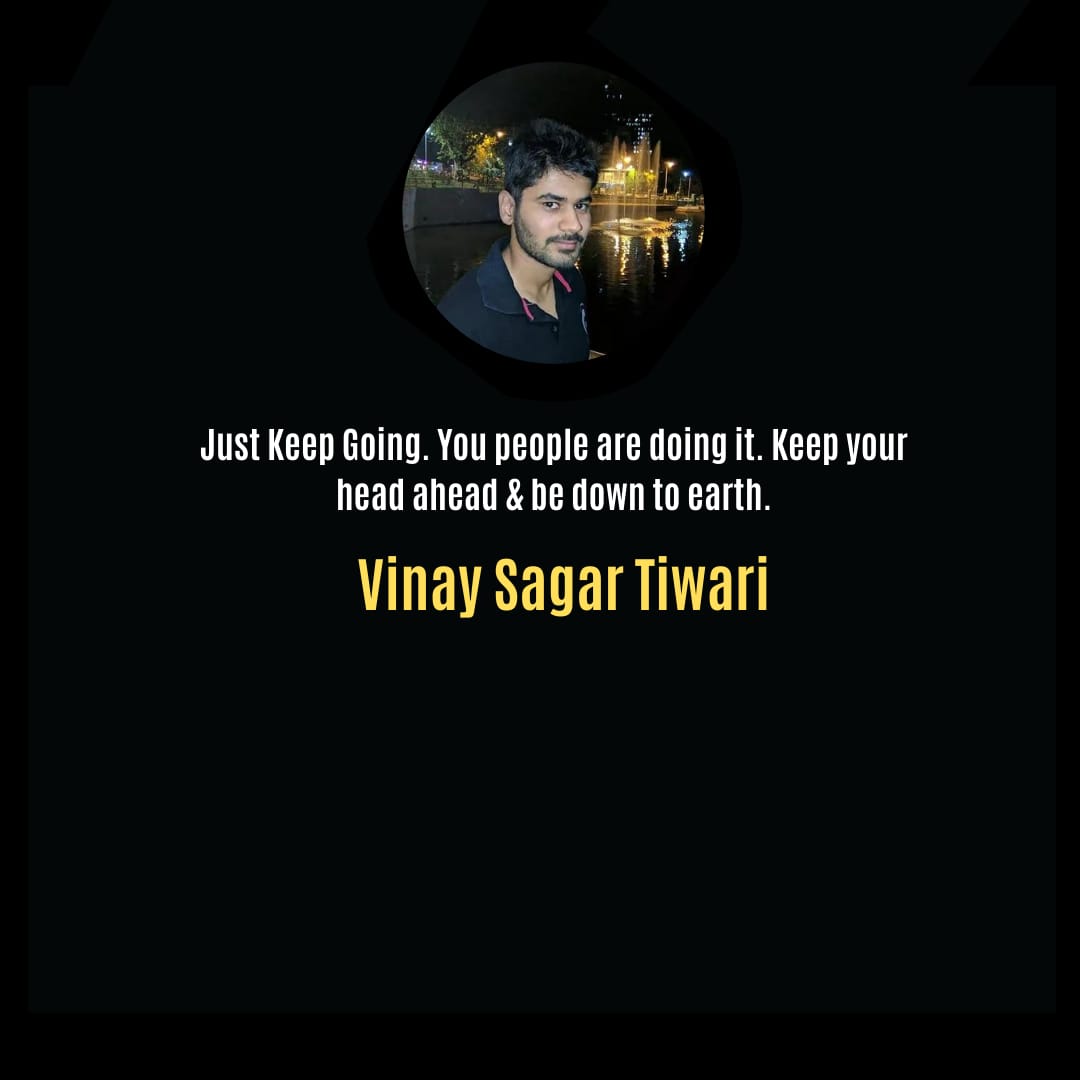 Just Keep Going. You people are doing it. Keep your
head ahead & be down to earth.
Vinay Sagar Tiwari